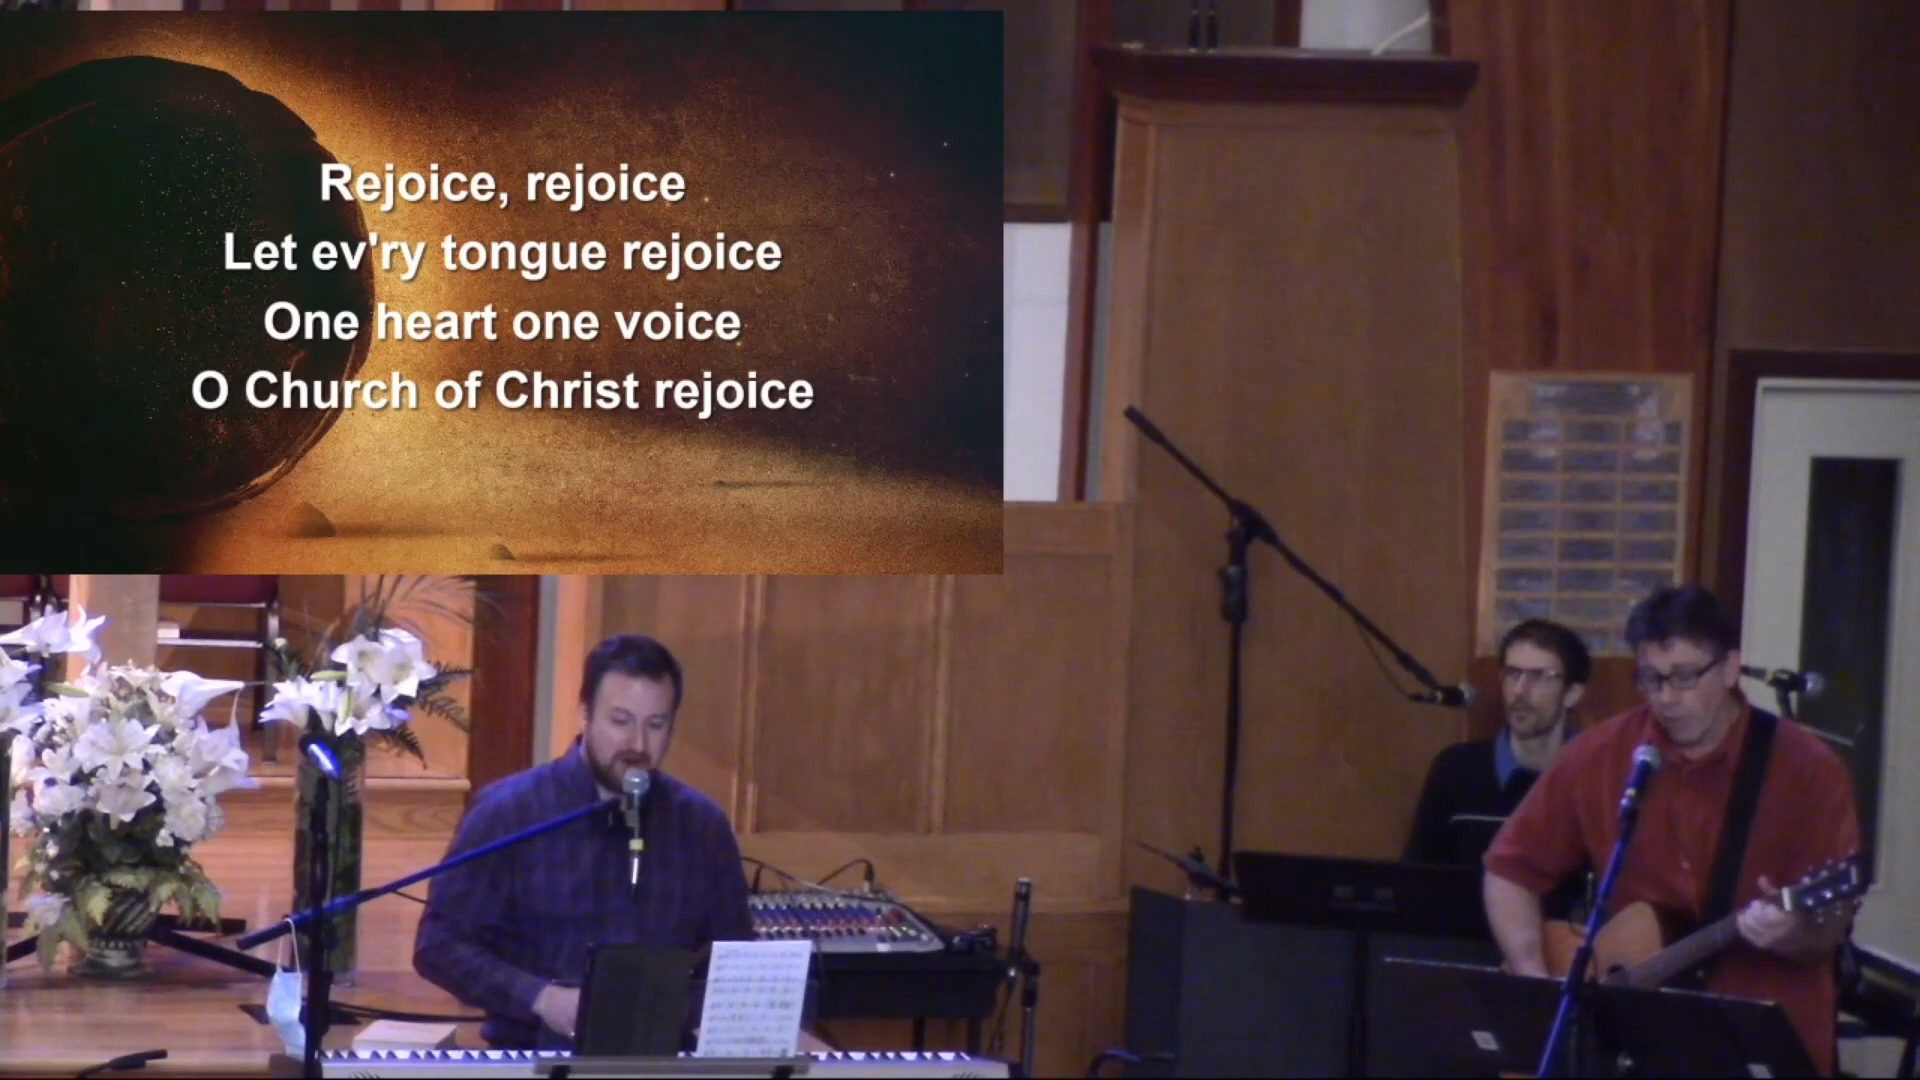 Rejoice, rejoice
Let ev'ry tongue rejoice
One heart one voice
O Church of Christ rejoice